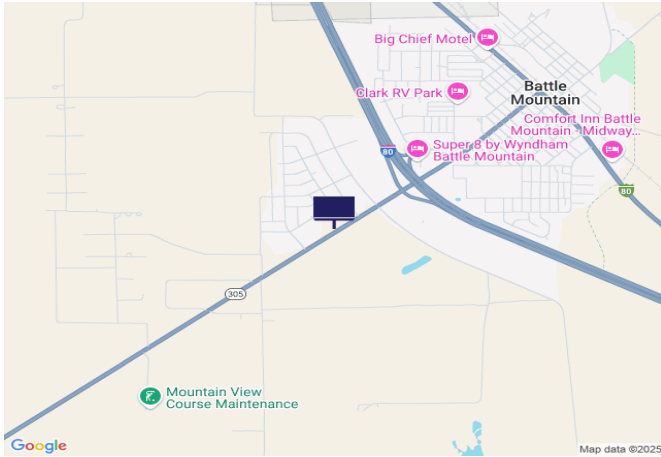 Big Chief Motel
Clark RV Park
Battle
Mountain
Comfort Inn Battle
Mountain - Midway...
80
Super 8 by Wyndham
Battle Mountain
80
305
Mountain View
Course Maintenance
Google
Map data ©2025